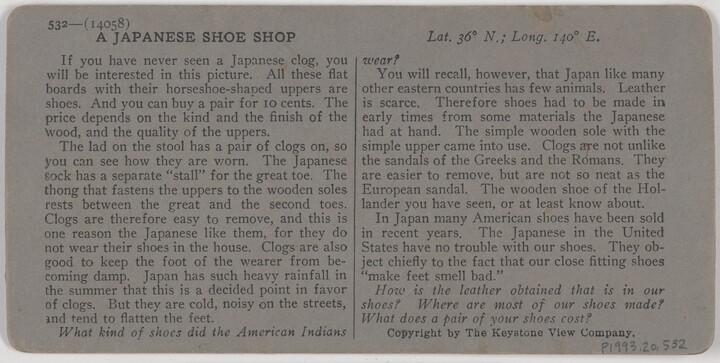 532—(14058)
A JAPANESE SHOE SHOP
Lat. 36° N.; Long. 140° E.
If you have never seen a Japanese clog, you
will be interested in this picture. All these flat
boards with their horseshoe-shaped uppers are
shoes. And you can buy a pair for 10 cents. The
price depends on the kind and the finish of the
wood, and the quality of the uppers.
The lad on the stool has a pair of clogs on, so
you can see how they are worn. The Japanese
sock has a separate "stall" for the great toe. The
thong that fastens the uppers to the wooden soles
rests between the great and the second toes.
Clogs are therefore easy to remove, and this is
one reason the Japanese like them, for they do
not wear their shoes in the house. Clogs are also
good to keep the foot of the wearer from be-
coming damp. Japan has such heavy rainfall in
the summer that this is a decided point in favor
of clogs. But they are cold, noisy on the streets,
and tend to flatten the feet.
What kind of shoes did the American Indians
wear?
You will recall, however, that Japan like many
other eastern countries has few animals. Leather
is scarce. Therefore shoes had to be made in
early times from some materials the Japanese
had at hand. The simple wooden sole with the
simple upper came into use. Clogs are not unlike
the sandals of the Greeks and the Romans. They
are easier to remove, but are not so neat as the
European sandal. The wooden shoe of the Hol-
lander you have seen, or at least know about.
In Japan many American shoes have been sold
in recent years. The Japanese in the United
States have no trouble with our shoes. They ob-
ject chiefly to the fact that our close fitting shoes
"make feet smell bad."
How is the leather obtained that is in our
shoes? Where are most of our shoes made?
What does a pair of your shoes cost?
Copyright by The Keystone View Company.
P1993.20.532